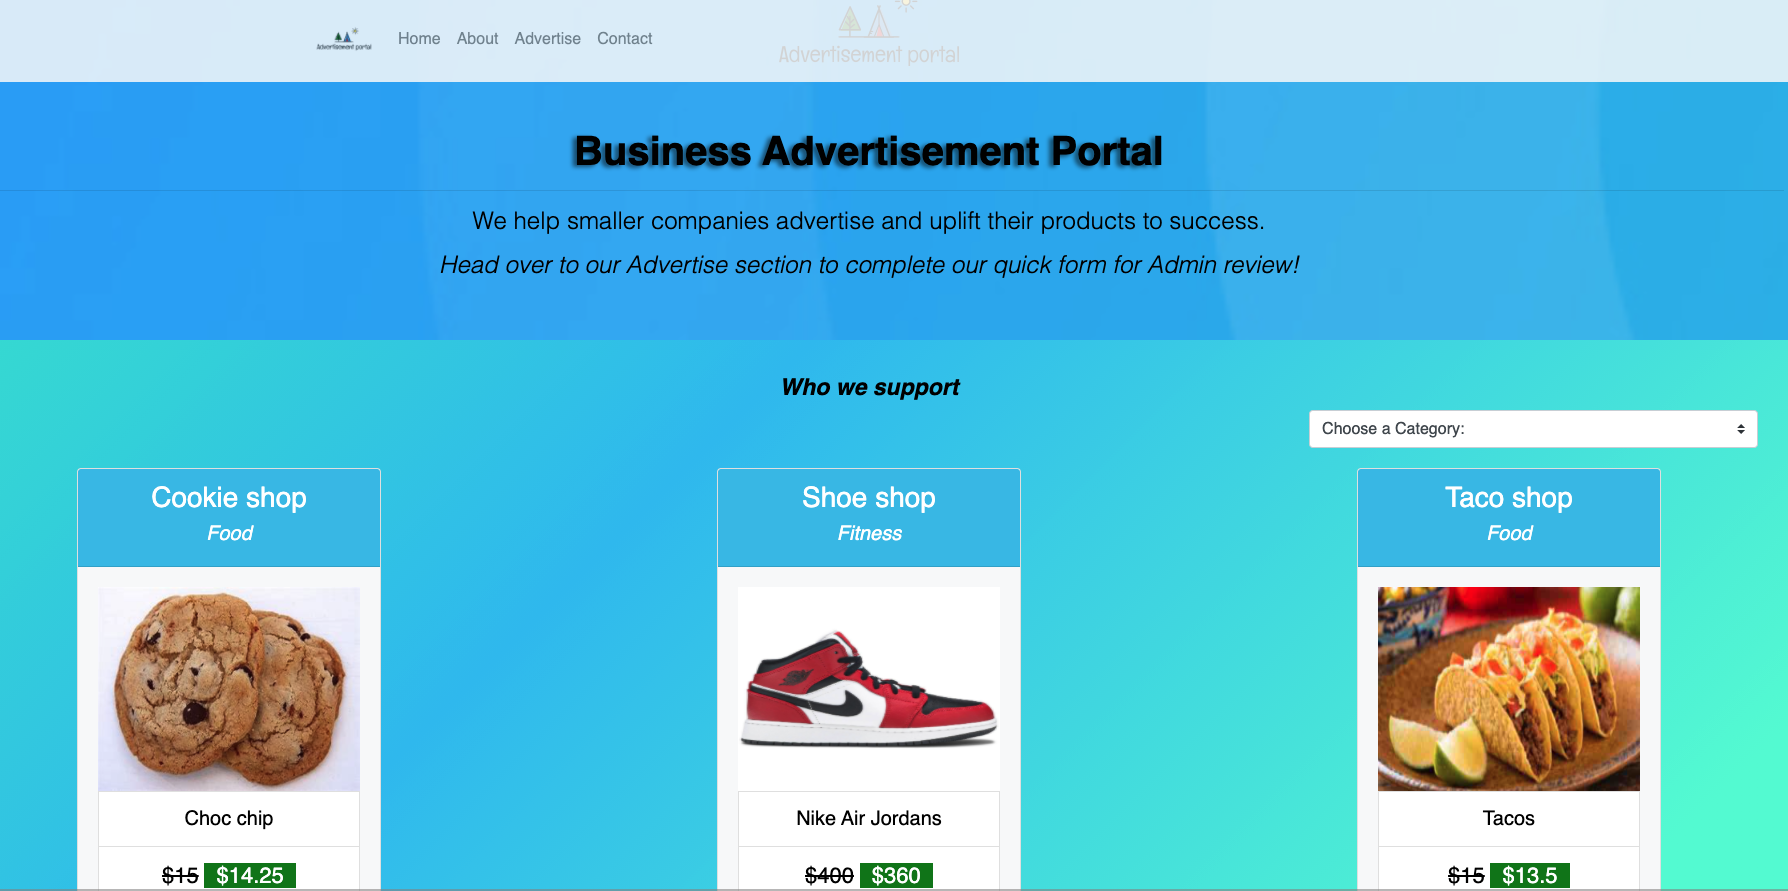 Advertisement portal
Home About Advertise Contact
Advertisement portal
Business Advertisement Portal
We help smaller companies advertise and uplift their products to success.
Head over to our Advertise section to complete our quick form for Admin review!
Who we support
Choose a Category:
Cookie shop
Food
Choc chip
$15 $14.25
Shoe shop
Fitness
Nike Air Jordans
$400 $360
Taco shop
Food
Tacos
$15 $13.5